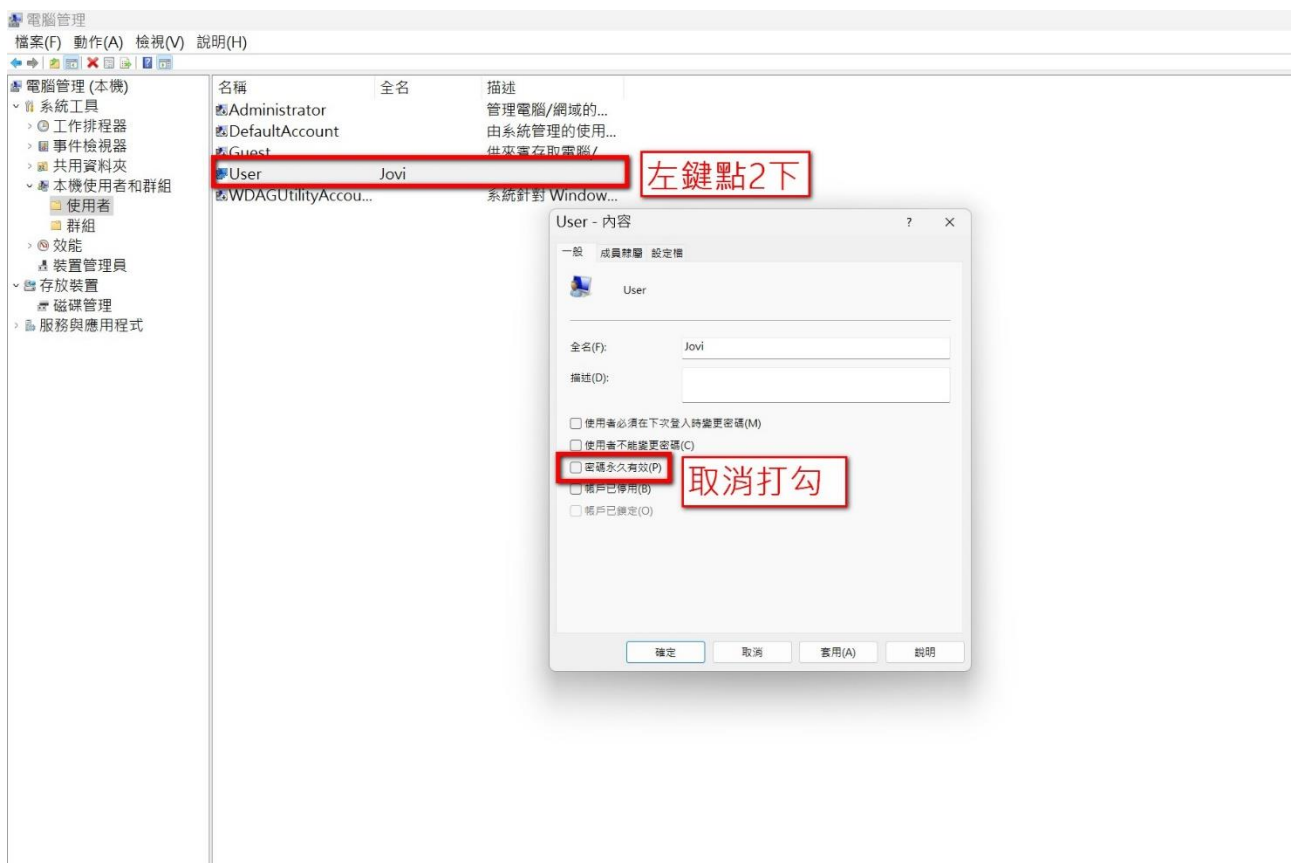 電腦管理
檔案(F) 動作(A) 檢視(V) 說明(H)
電腦管理 (本機)
系統工具
工作排程器
事件檢視器
共用資料夾
本機使用者和群組
使用者
群組
效能
裝置管理員
存放裝置
磁碟管理
服務與應用程式
名稱 全名 描述
Administrator 管理電腦/網域的...
DefaultAccount 由系統管理的使用...
Guest 供來賓存取電腦/
User Jovi
左鍵點2下
WDAGUtilityAccou... 系統針對 Window...
User - 內容
一般 成員隸屬 設定檔
User
全名(F): Jovi
描述(D):
使用者必須在下次登入時變更密碼(M)
使用者不能變更密碼(C)
密碼永久有效(P)
取消打勾
帳戶已停用(B)
帳戶已鎖定(O)
確定 取消 套用(A) 說明